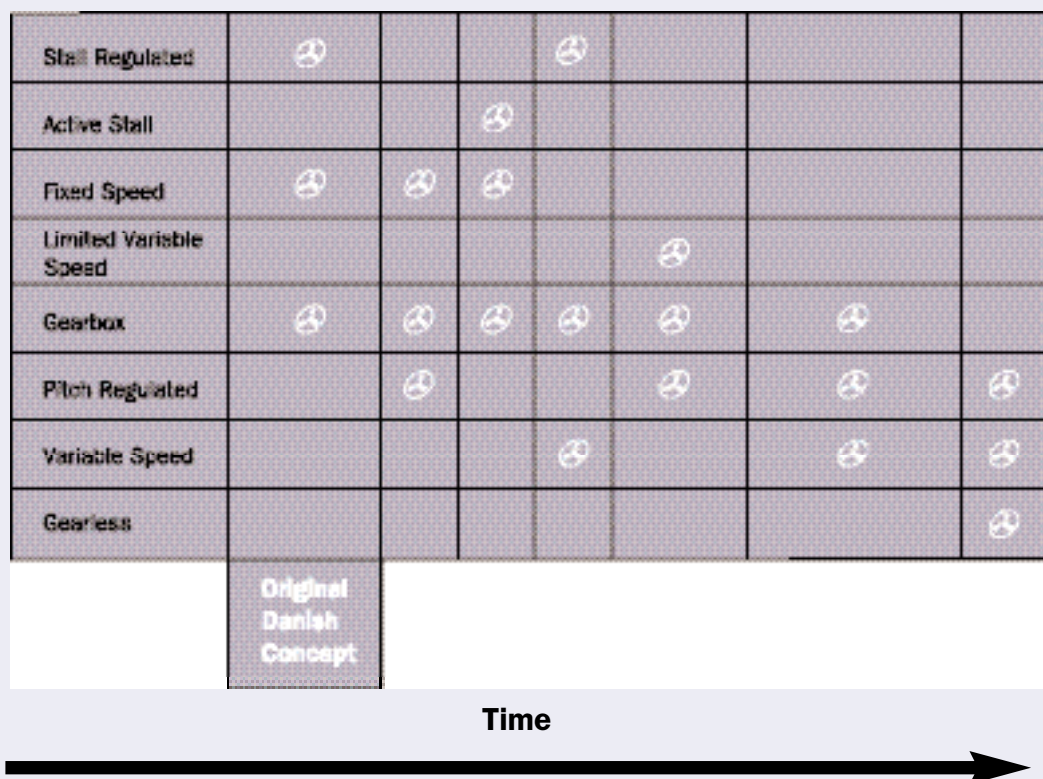 Stall Regulated
Active Stall
Fixed Speed
Limited Variable
Speed
Gearbox
Pitch Regulated
Variable Speed
Gearless
Original
Danish
Concept
Time